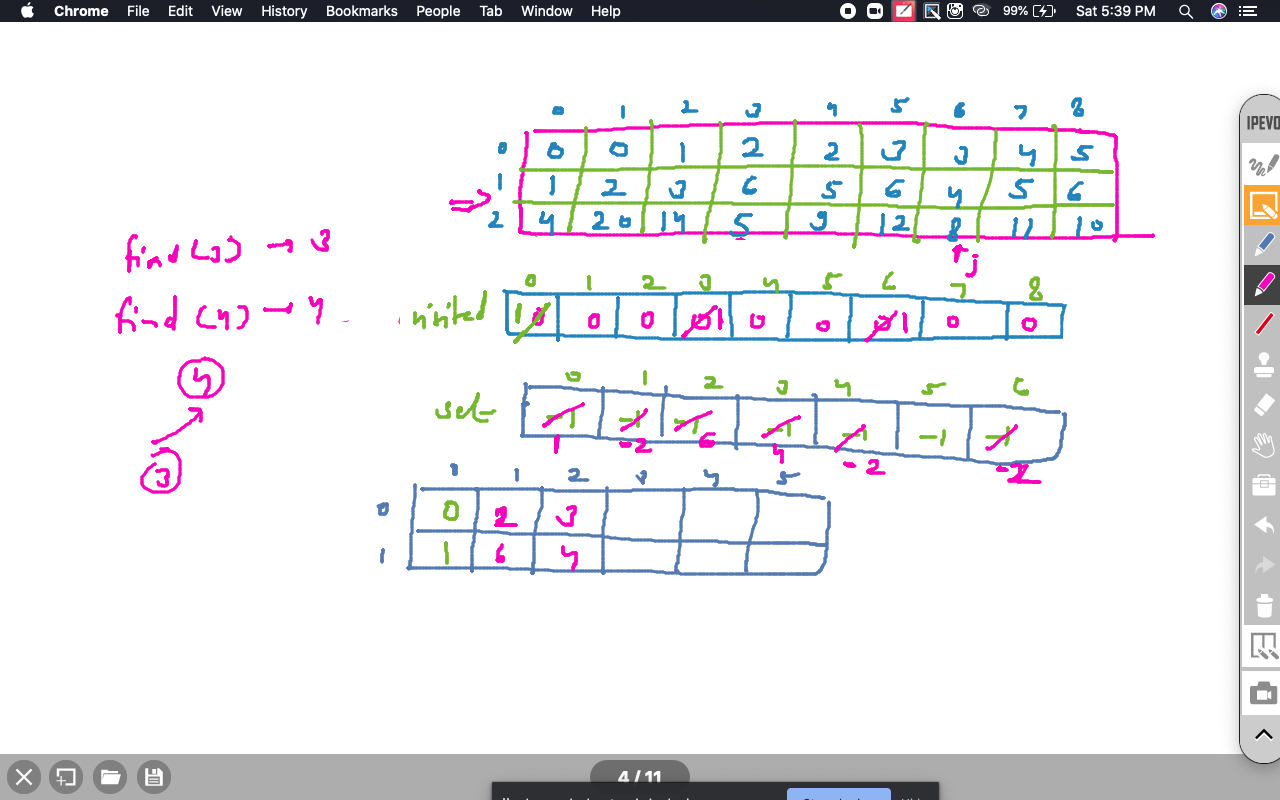 Chrome File Edit View History Bookmarks People Tab Window Help 99% Sat 5:39 PM
0 1 2 3 4 5 6 7 8
IPEVO
0 0 0 1 2 2 3 3 4 5
1 1 2 3 6 5 6 4 5 6
⇒
2 4 20 14 5 9 12 8 11 10
find(3) → 3
↑j
0 1 2 3 4 5 6 7 8
find(4) → 4
visited 1 0 0 0 0 1 0 0 0 1 0 0
4
0 1 2 3 4 5 6
set -1 -1 -1 -1 -1 -1 -1
1 -2 6 4 -2 -2
3
0 1 2 3 4 5
0 0 2 3
1 1 6 4
4 / 11